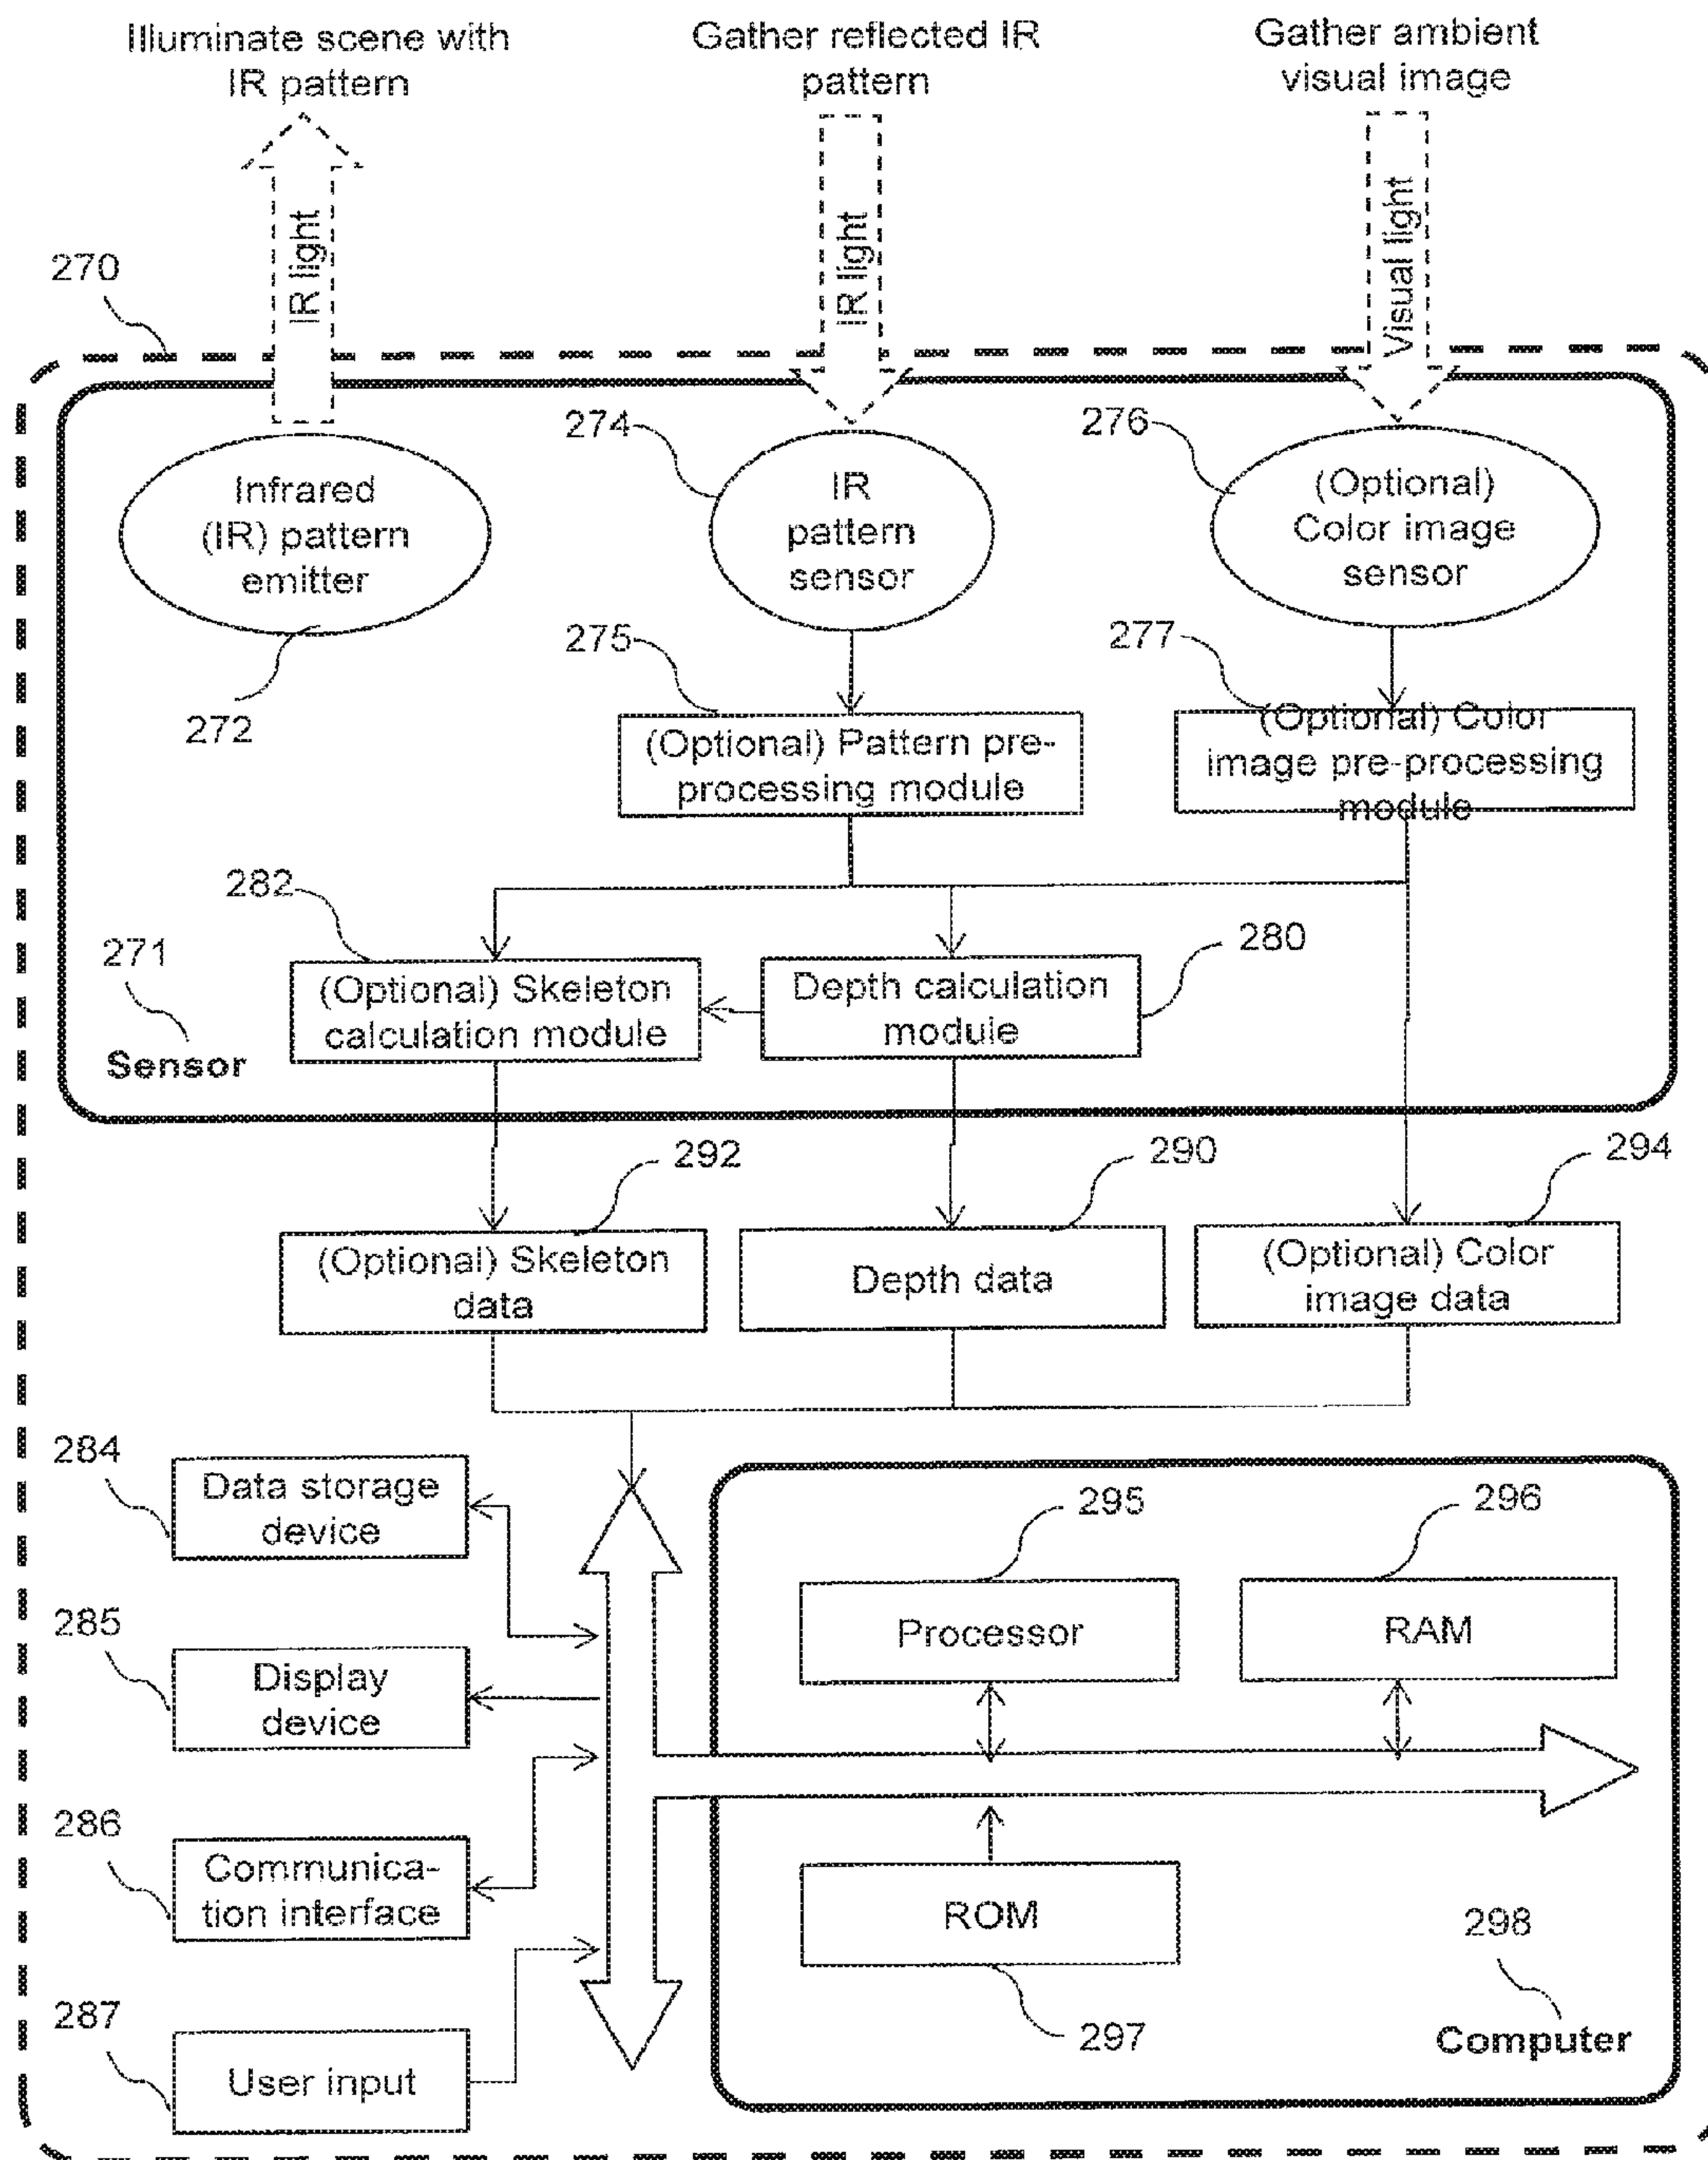 Illuminate scene with
IR pattern
Gather reflected IR
pattern
Gather ambient
visual image
IR light
IR light
Visual light
270
274
276
Infrared
(IR) pattern
emitter
IR
pattern
sensor
(Optional)
Color image
sensor
272
275
277
(Optional) Pattern pre-
processing module
(Optional) Color
image pre-processing
module
282
280
271
Sensor
(Optional) Skeleton
calculation module
Depth calculation
module
292
290
294
(Optional) Skeleton
data
Depth data
(Optional) Color
image data
284
Data storage
device
285
Display
device
286
Communica-
tion interface
287
User input
295
296
Processor
RAM
ROM
297
298
Computer